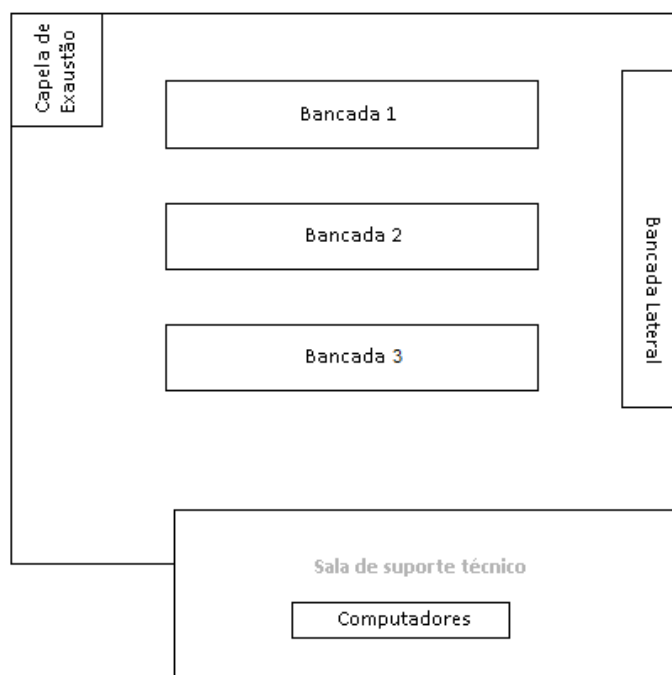 Capela de
Exaustão
Bancada 1
Bancada 2
Bancada 3
Bancada Lateral
Sala de suporte técnico
Computadores